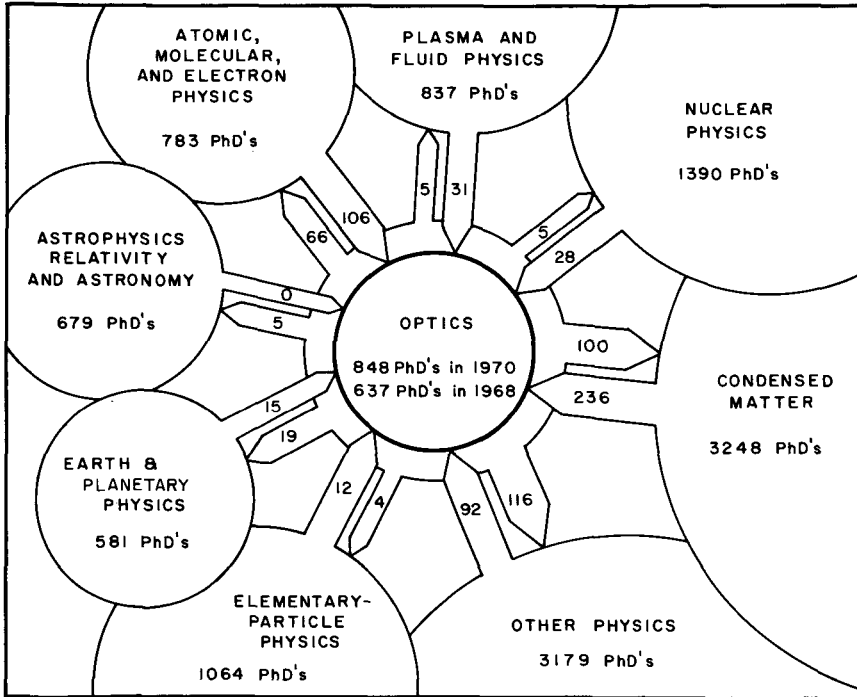 ATOMIC,
MOLECULAR,
AND ELECTRON
PHYSICS
783 PhD's
PLASMA AND
FLUID PHYSICS
837 PhD's
NUCLEAR
PHYSICS
1390 PhD's
106
66
5
31
5
28
ASTROPHYSICS
RELATIVITY
AND ASTRONOMY
679 PhD's
0
5
OPTICS
848 PhD's in 1970
637 PhD's in 1968
100
236
CONDENSED
MATTER
3248 PhD's
15
19
EARTH &
PLANETARY
PHYSICS
581 PhD's
12
4
92
116
ELEMENTARY-
PARTICLE
PHYSICS
1064 PhD's
OTHER PHYSICS
3179 PhD's